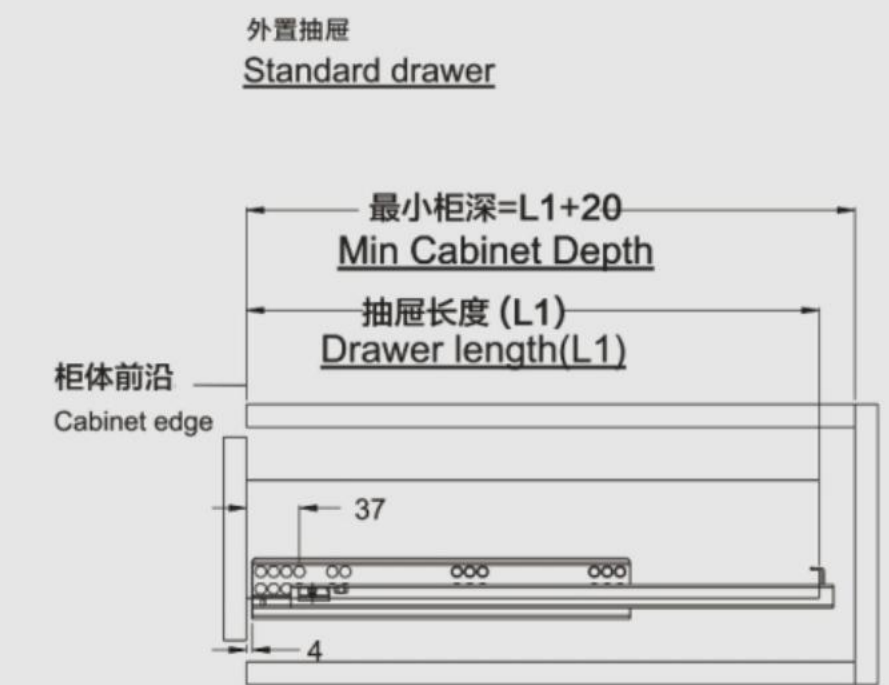 外置抽屉
Standard drawer
最小柜深=L1+20
Min Cabinet Depth
抽屉长度 (L1)
Drawer length(L1)
柜体前沿
Cabinet edge
37
4